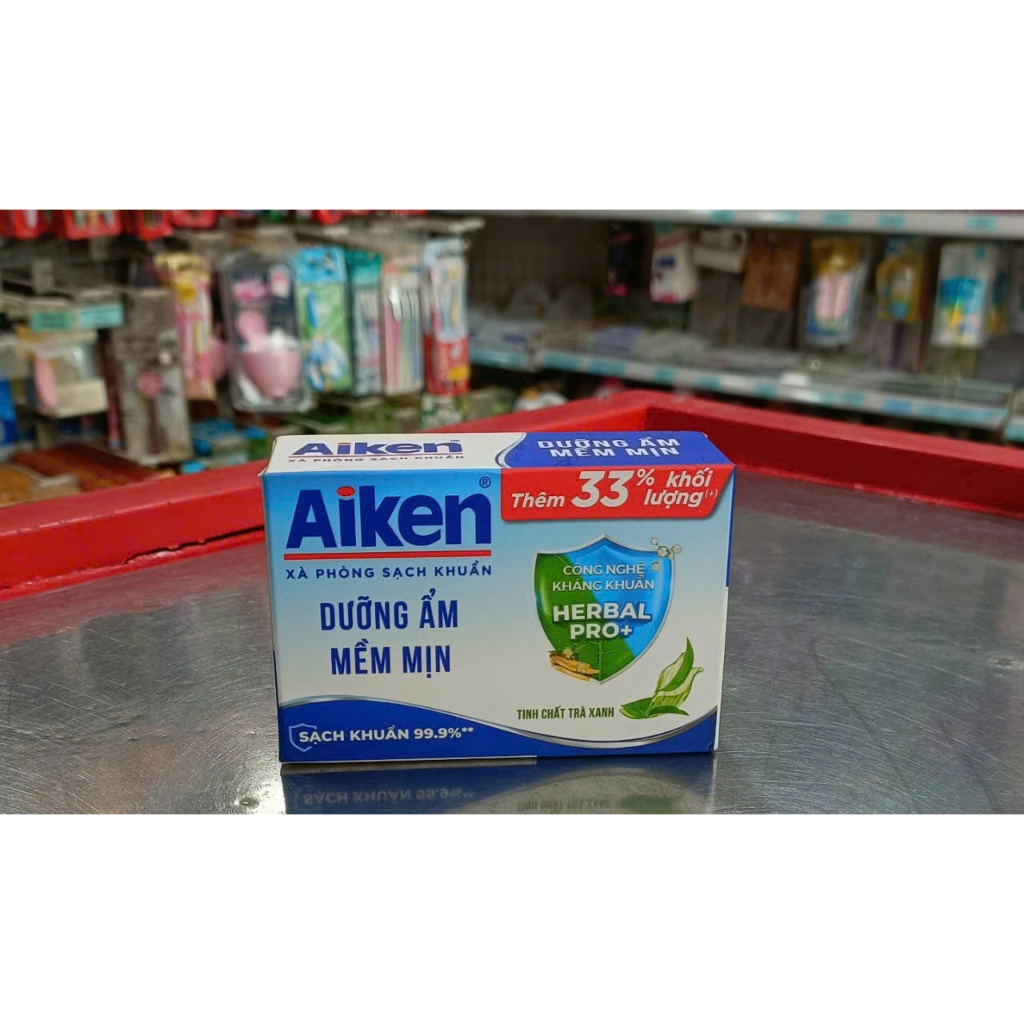 Aiken
XÀ PHÒNG SẠCH KHUẨN
DƯỠNG ẨM
MỀM MỊN
Aiken®
XÀ PHÒNG SẠCH KHUẨN
DƯỠNG ẨM
MỀM MỊN
SẠCH KHUẨN 99.9%**
Thêm 33% khối lượng(+)
CÔNG NGHỆ
KHÁNG KHUẨN
HERBAL
PRO+
TINH CHẤT TRÀ XANH